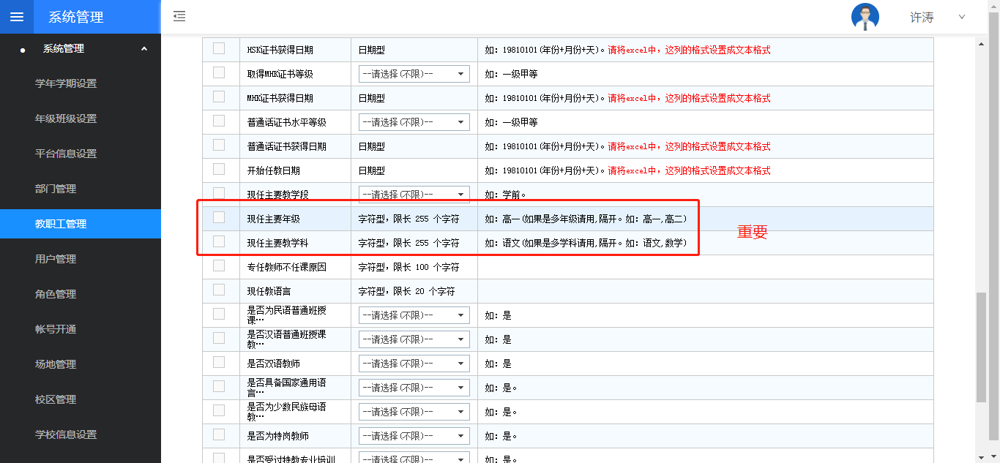 系统管理
许涛
系统管理
学年学期设置
年级班级设置
平台信息设置
部门管理
教职工管理
用户管理
角色管理
帐号开通
场地管理
校区管理
学校信息设置
HSK证书获得日期 日期型 如: 19810101(年份+月份+天)。请将excel中,这列的格式设置成文本格式
取得MHK证书等级 --请选择(不限)-- 如: 一级甲等
MHK证书获得日期 日期型 如: 19810101(年份+月份+天)。请将excel中,这列的格式设置成文本格式
普通话证书水平等级 --请选择(不限)-- 如: 一级甲等
普通话证书获得日期 日期型 如: 19810101(年份+月份+天)。请将excel中,这列的格式设置成文本格式
开始任教日期 日期型 如: 19810101(年份+月份+天)。请将excel中,这列的格式设置成文本格式
现任主要教学段 --请选择(不限)-- 如: 学前。
现任主要年级 字符型,限长 255 个字符 如: 高一(如果是多年级请用,隔开。如: 高一,高二)
重要
现任主要教学科 字符型,限长 255 个字符 如: 语文(如果是多学科请用,隔开。如: 语文,数学)
专任教师不任课原因 字符型,限长 100 个字符
现任教语言 字符型,限长 20 个字符
是否为民语普通班授
课… --请选择(不限)-- 如: 是
是否汉语普通班授课
教… --请选择(不限)-- 如: 是
是否双语教师 --请选择(不限)-- 如: 是
是否具备国家通用语
言… --请选择(不限)-- 如: 是。
是否为少数民族母语
教… --请选择(不限)-- 如: 是。
是否为特岗教师 --请选择(不限)-- 如: 是。
是否受过特教专业培训 --请选择(不限)-- 如: 是。